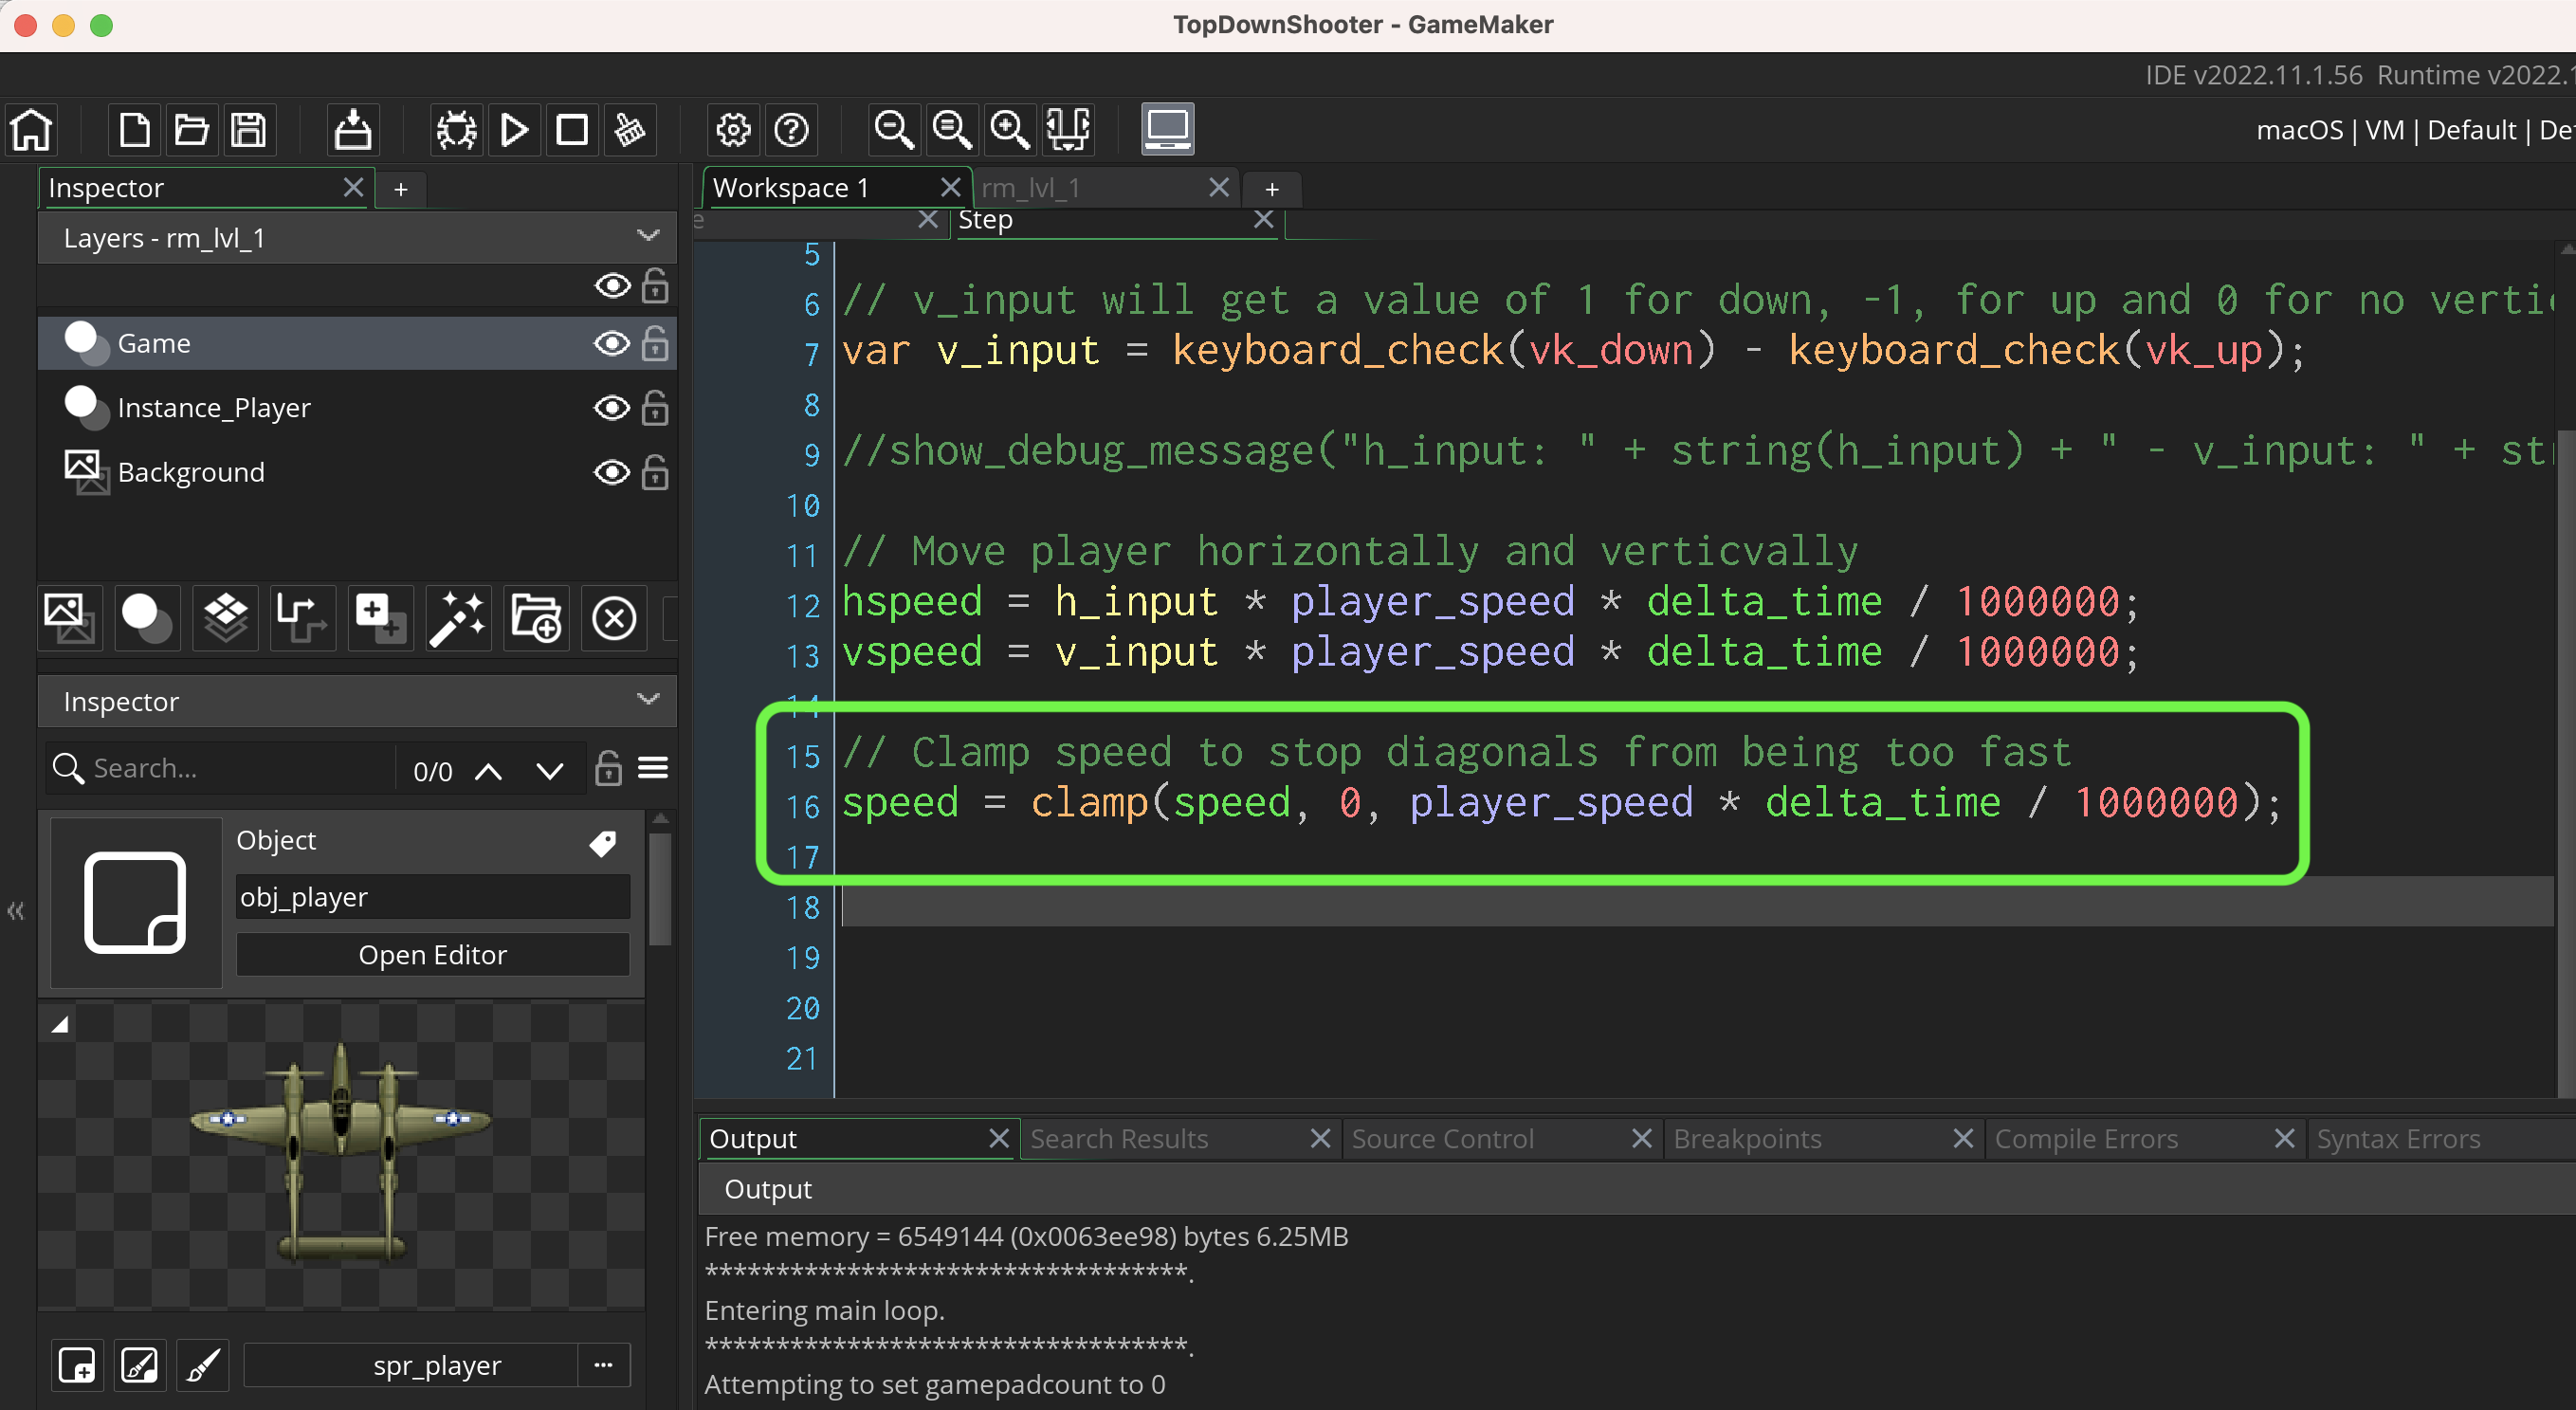 TopDownShooter - GameMaker
IDE v2022.11.1.56 Runtime v2022.1
macOS | VM | Default | De
Inspector
+
Workspace 1
rm_lvl_1
+
Layers - rm_lvl_1
e
Step
Game
Instance_Player
Background
5
6 // v_input will get a value of 1 for down, -1, for up and 0 for no vertic
7 var v_input = keyboard_check(vk_down) - keyboard_check(vk_up);
8
9 //show_debug_message("h_input: " + string(h_input) + " - v_input: " + str
10
11 // Move player horizontally and verticvally
12 hspeed = h_input * player_speed * delta_time / 1000000;
13 vspeed = v_input * player_speed * delta_time / 1000000;
14
15 // Clamp speed to stop diagonals from being too fast
16 speed = clamp(speed, 0, player_speed * delta_time / 1000000);
17
18
19
20
21
Inspector
Search...
0/0
Object
obj_player
Open Editor
spr_player
...
Output
Search Results
Source Control
Breakpoints
Compile Errors
Syntax Errors
Output
Free memory = 6549144 (0x0063ee98) bytes 6.25MB
**********************************.
Entering main loop.
**********************************.
Attempting to set gamepadcount to 0